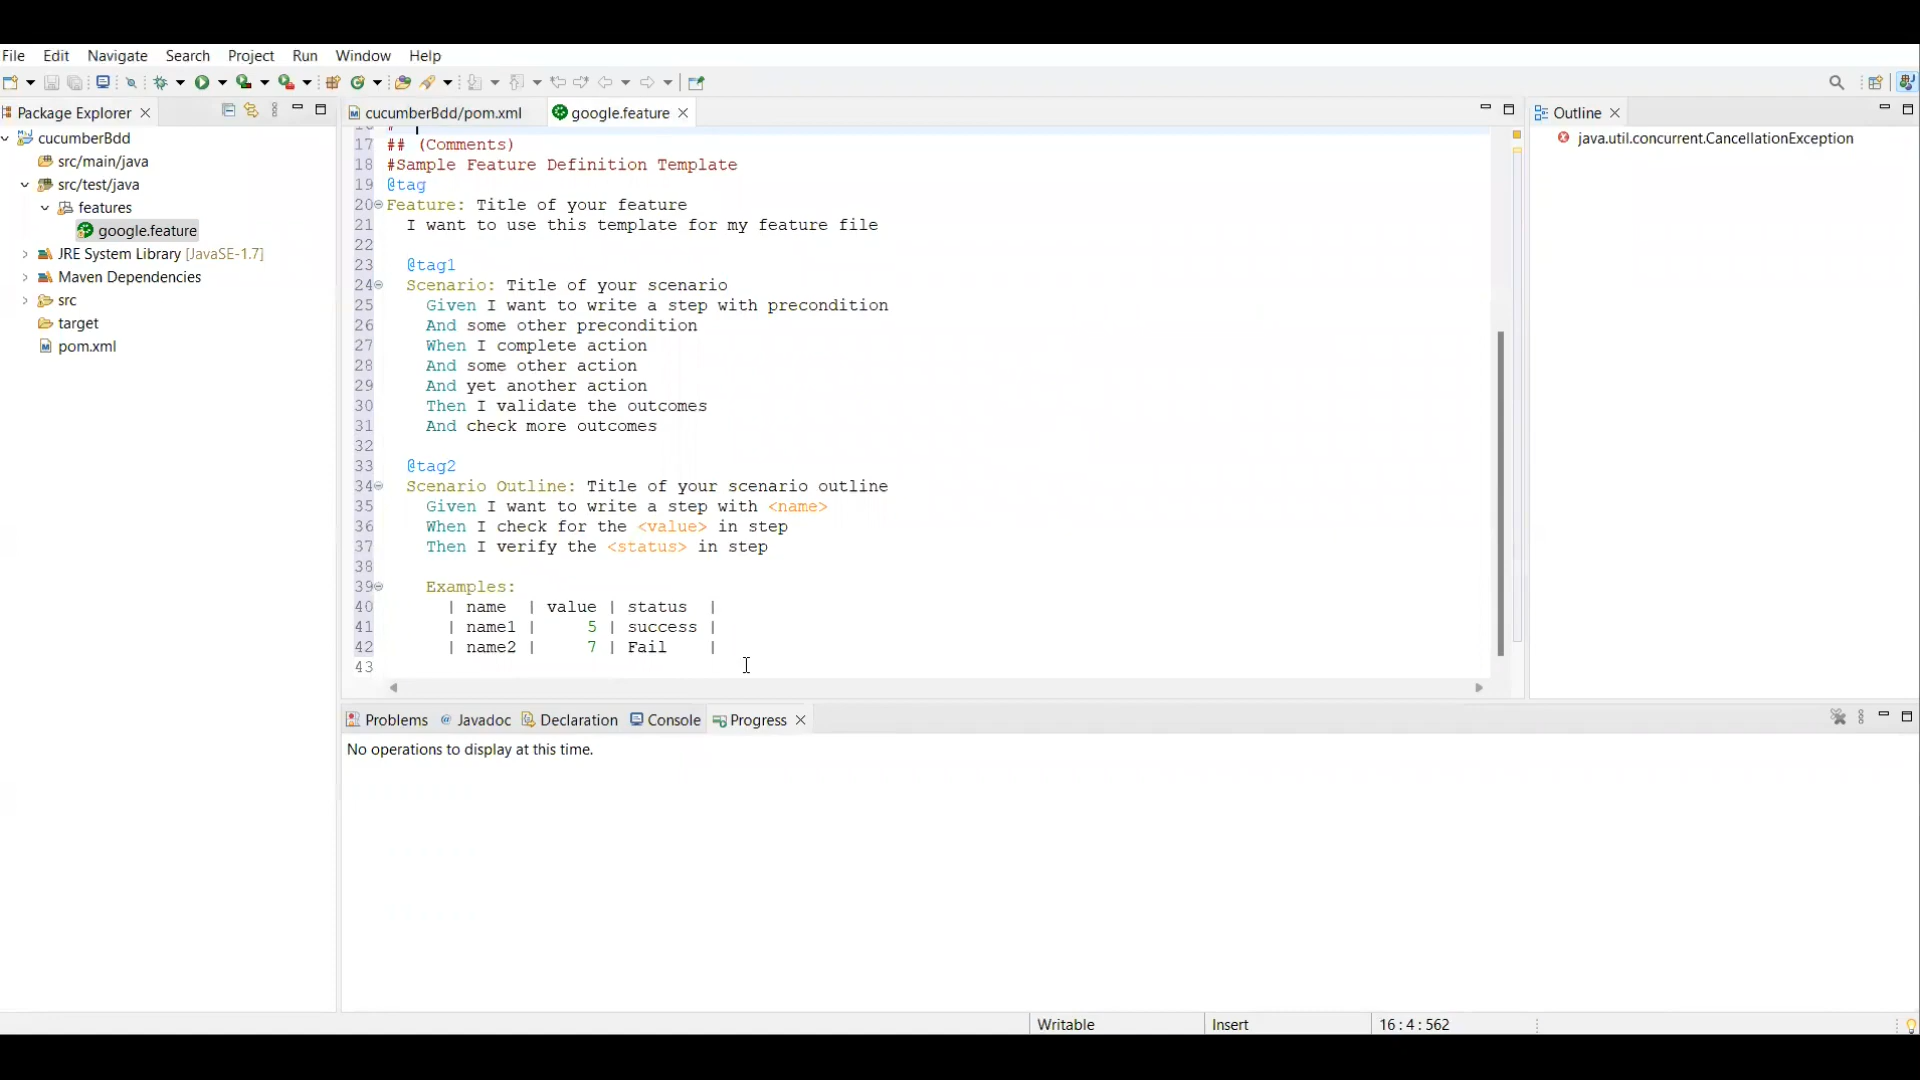 File Edit Navigate Search Project Run Window Help
Package Explorer
cucumberBdd
src/main/java
src/test/java
features
google.feature
JRE System Library [JavaSE-1.7]
Maven Dependencies
src
target
pom.xml
cucumberBdd/pom.xml google.feature
16 #
17 ## (Comments)
18 #Sample Feature Definition Template
19 @tag
20 Feature: Title of your feature
21 I want to use this template for my feature file
22
23 @tag1
24 Scenario: Title of your scenario
25 Given I want to write a step with precondition
26 And some other precondition
27 When I complete action
28 And some other action
29 And yet another action
30 Then I validate the outcomes
31 And check more outcomes
32
33 @tag2
34 Scenario Outline: Title of your scenario outline
35 Given I want to write a step with <name>
36 When I check for the <value> in step
37 Then I verify the <status> in step
38
39 Examples:
40 | name | value | status |
41 | name1 | 5 | success |
42 | name2 | 7 | Fail |
43
Outline
java.util.concurrent.CancellationException
Problems @ Javadoc Declaration Console Progress
No operations to display at this time.
Writable Insert 16 : 4 : 562